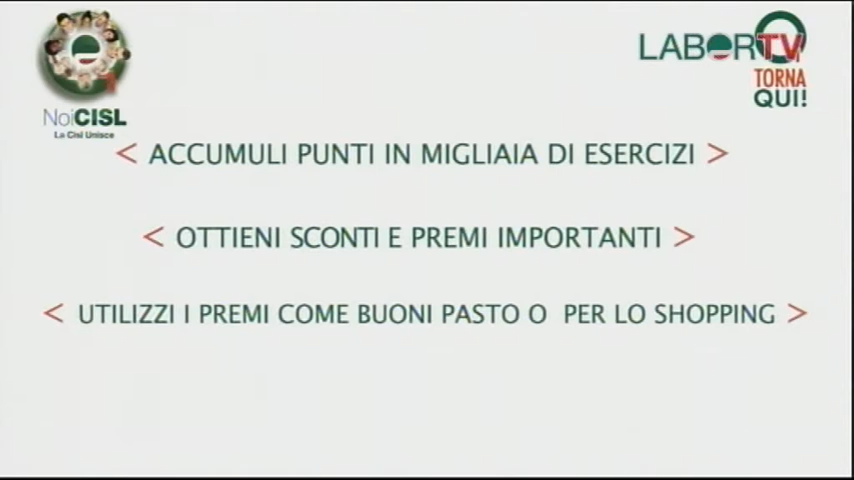 NoiCISL
La Cisl Unisce
LABORTV
TORNA
QUI!
< ACCUMULI PUNTI IN MIGLIAIA DI ESERCIZI >
< OTTIENI SCONTI E PREMI IMPORTANTI >
< UTILIZZI I PREMI COME BUONI PASTO O PER LO SHOPPING >